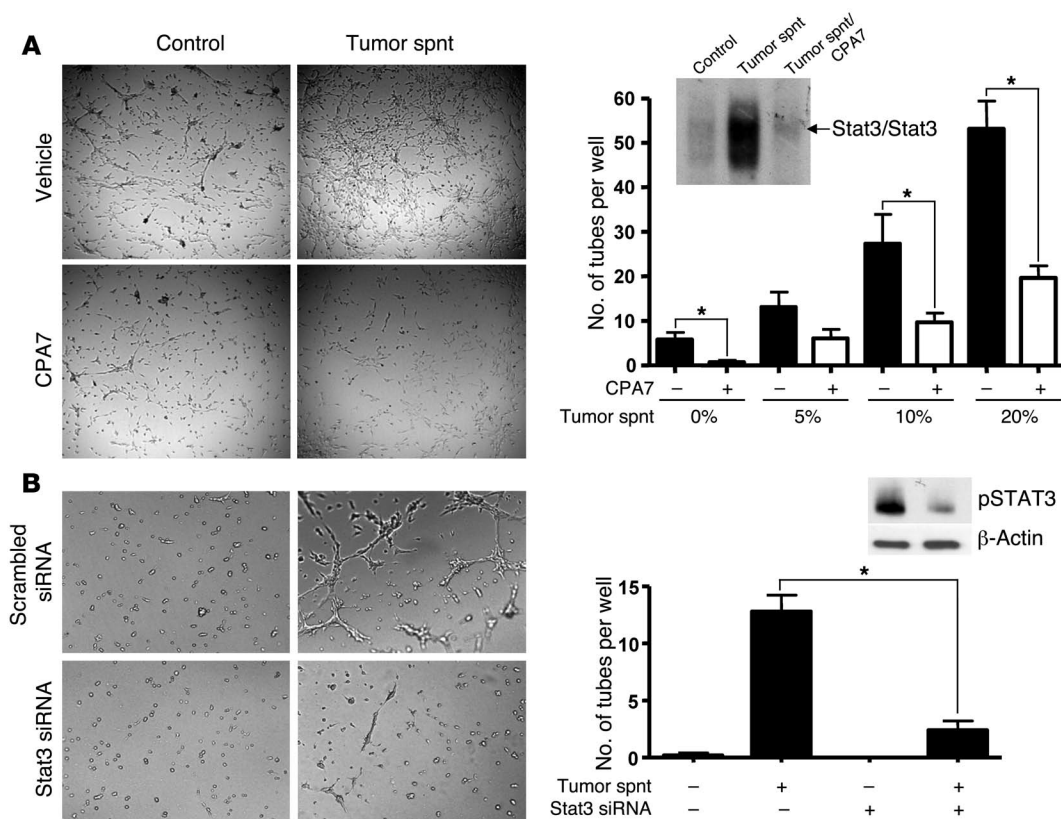 A
Control
Tumor spnt
Vehicle
CPA7
Control
Tumor spnt
Tumor spnt/
CPA7
Stat3/Stat3
*
*
*
No. of tubes per well
60
50
40
30
20
10
0
CPA7 – + – + – + – +
Tumor spnt 0% 5% 10% 20%
B
Scrambled
siRNA
Stat3 siRNA
pSTAT3
β-Actin
*
No. of tubes per well
15
10
5
0
Tumor spnt – + – +
Stat3 siRNA – – + +